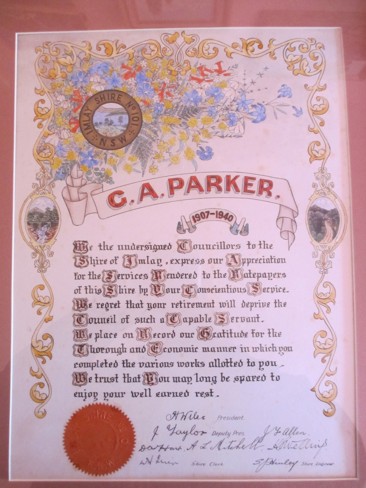 IMLAY SHIRE No 101
N.S.W.
C.A. PARKER.
1907-1940
We the undersigned Councillors to the
Shire of Imlay, express our Appreciation
for the Services Rendered to the Ratepayers
of this Shire by Your Conscientious Service.
We regret that your retirement will deprive the
Council of such a Capable Servant.
We place on Record our Gratitude for the
Thorough and Economic manner in which you
completed the various works allotted to you.
We trust that You may long be spared to
enjoy your well earned rest.
President
J Taylor Deputy Pres.
Shire Clerk
Shire Engineer